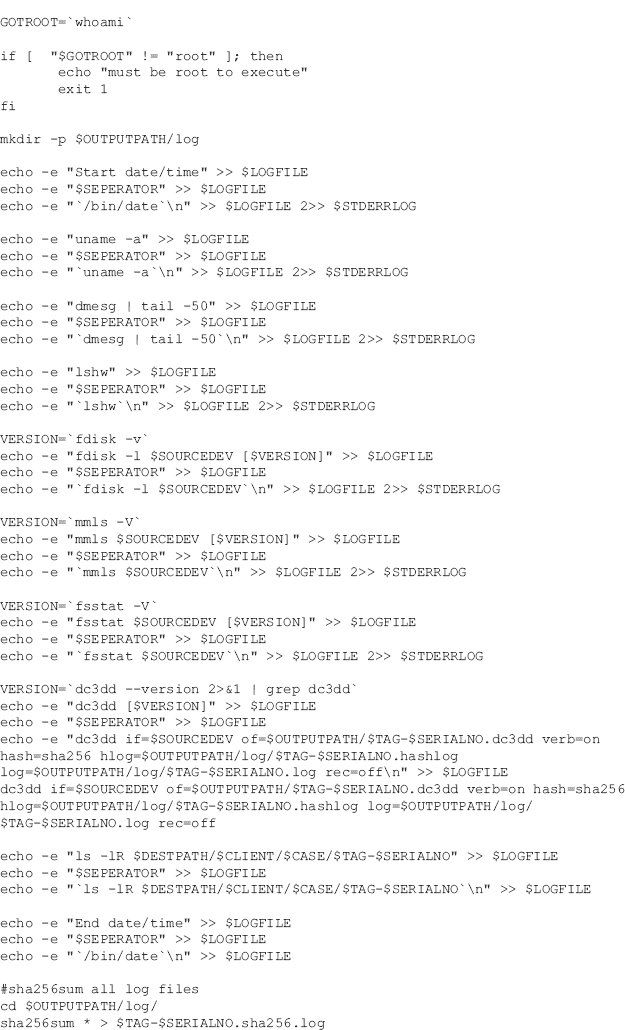 GOTROOT=`whoami`
if [  "$GOTROOT" != "root" ]; then
echo "must be root to execute"
exit 1
fi
mkdir -p $OUTPUTPATH/log
echo -e "Start date/time" >> $LOGFILE
echo -e "$SEPERATOR" >> $LOGFILE
echo -e "`/bin/date`\n" >> $LOGFILE 2>> $STDERRLOG
echo -e "uname -a" >> $LOGFILE
echo -e "$SEPERATOR" >> $LOGFILE
echo -e "`uname -a`\n" >> $LOGFILE 2>> $STDERRLOG
echo -e "dmesg | tail -50" >> $LOGFILE
echo -e "$SEPERATOR" >> $LOGFILE
echo -e "`dmesg | tail -50`\n" >> $LOGFILE 2>> $STDERRLOG
echo -e "lshw" >> $LOGFILE
echo -e "$SEPERATOR" >> $LOGFILE
echo -e "`lshw`\n" >> $LOGFILE 2>> $STDERRLOG
VERSION=`fdisk -v`
echo -e "fdisk -l $SOURCEDEV [$VERSION]" >> $LOGFILE
echo -e "$SEPERATOR" >> $LOGFILE
echo -e "`fdisk -l $SOURCEDEV`\n" >> $LOGFILE 2>> $STDERRLOG
VERSION=`mmls -V`
echo -e "mmls $SOURCEDEV [$VERSION]" >> $LOGFILE
echo -e "$SEPERATOR" >> $LOGFILE
echo -e "`mmls $SOURCEDEV`\n" >> $LOGFILE 2>> $STDERRLOG
VERSION=`fsstat -V`
echo -e "fsstat $SOURCEDEV [$VERSION]" >> $LOGFILE
echo -e "$SEPERATOR" >> $LOGFILE
echo -e "`fsstat $SOURCEDEV`\n" >> $LOGFILE 2>> $STDERRLOG
VERSION=`dc3dd --version 2>&1 | grep dc3dd`
echo -e "dc3dd [$VERSION]" >> $LOGFILE
echo -e "$SEPERATOR" >> $LOGFILE
echo -e "dc3dd if=$SOURCEDEV of=$OUTPUTPATH/$TAG-$SERIALNO.dc3dd verb=on
hash=sha256 hlog=$OUTPUTPATH/log/$TAG-$SERIALNO.hashlog
log=$OUTPUTPATH/log/$TAG-$SERIALNO.log rec=off\n" >> $LOGFILE
dc3dd if=$SOURCEDEV of=$OUTPUTPATH/$TAG-$SERIALNO.dc3dd verb=on hash=sha256
hlog=$OUTPUTPATH/log/$TAG-$SERIALNO.hashlog log=$OUTPUTPATH/log/
$TAG-$SERIALNO.log rec=off
echo -e "ls -lR $DESTPATH/$CLIENT/$CASE/$TAG-$SERIALNO" >> $LOGFILE
echo -e "$SEPERATOR" >> $LOGFILE
echo -e "`ls -lR $DESTPATH/$CLIENT/$CASE/$TAG-$SERIALNO`\n" >> $LOGFILE
echo -e "End date/time" >> $LOGFILE
echo -e "$SEPERATOR" >> $LOGFILE
echo -e "`/bin/date`\n" >> $LOGFILE
#sha256sum all log files
cd $OUTPUTPATH/log/
sha256sum * > $TAG-$SERIALNO.sha256.log